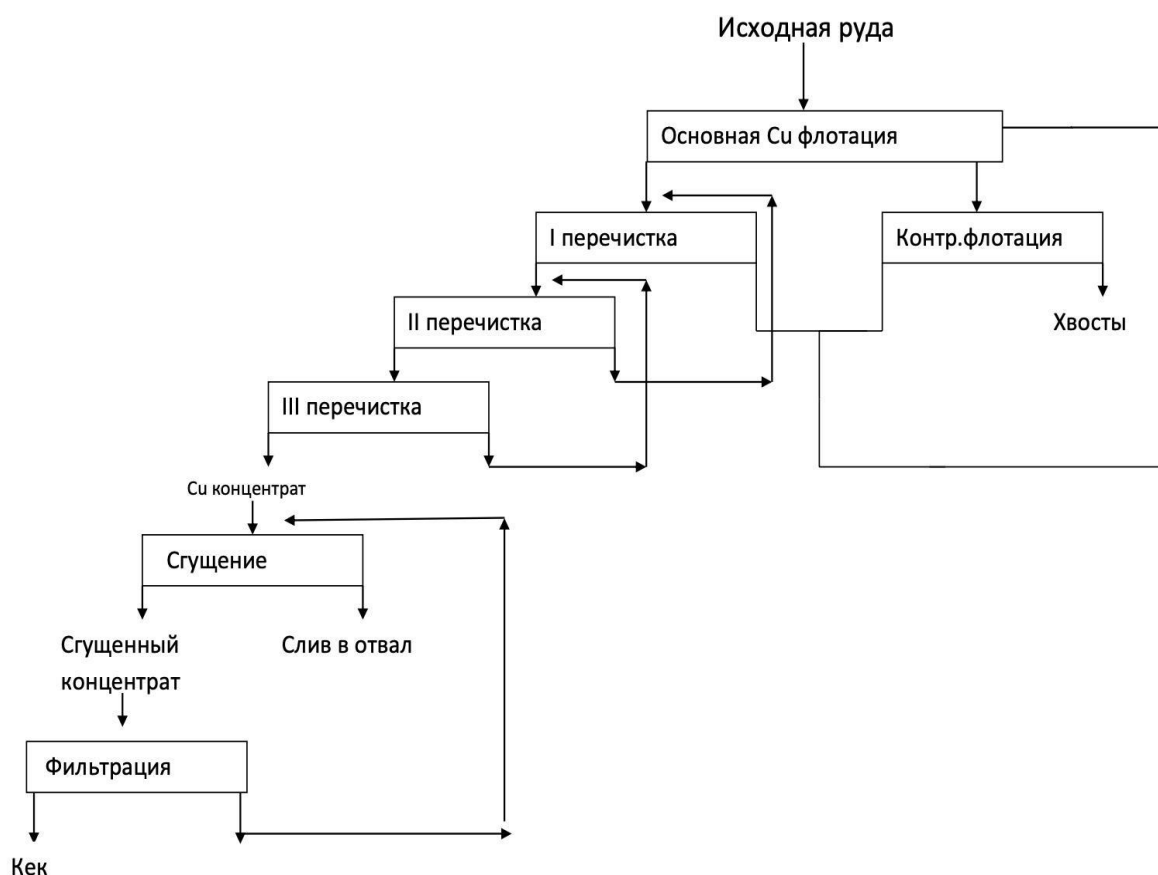 Исходная руда
Основная Cu флотация
I перечистка
Контр.флотация
II перечистка
Хвосты
III перечистка
Cu концентрат
Сгущение
Сгущенный
концентрат
Слив в отвал
Фильтрация
Кек